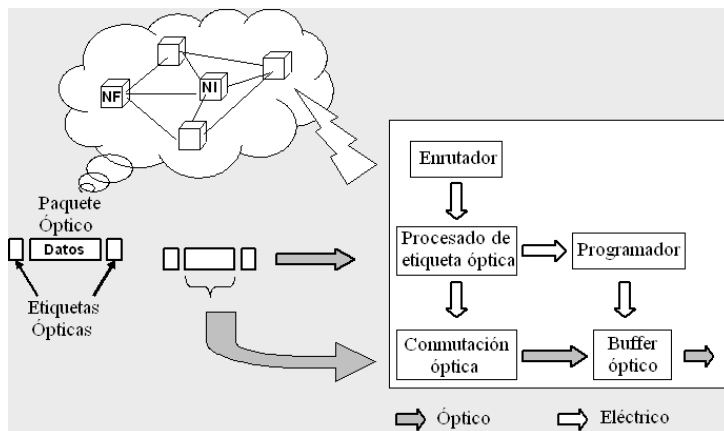 NF
NI
Paquete
Óptico
Datos
Etiquetas
Ópticas
Enrutador
Procesado de
etiqueta óptica
Programador
Conmutación
óptica
Buffer
óptico
Óptico
Eléctrico